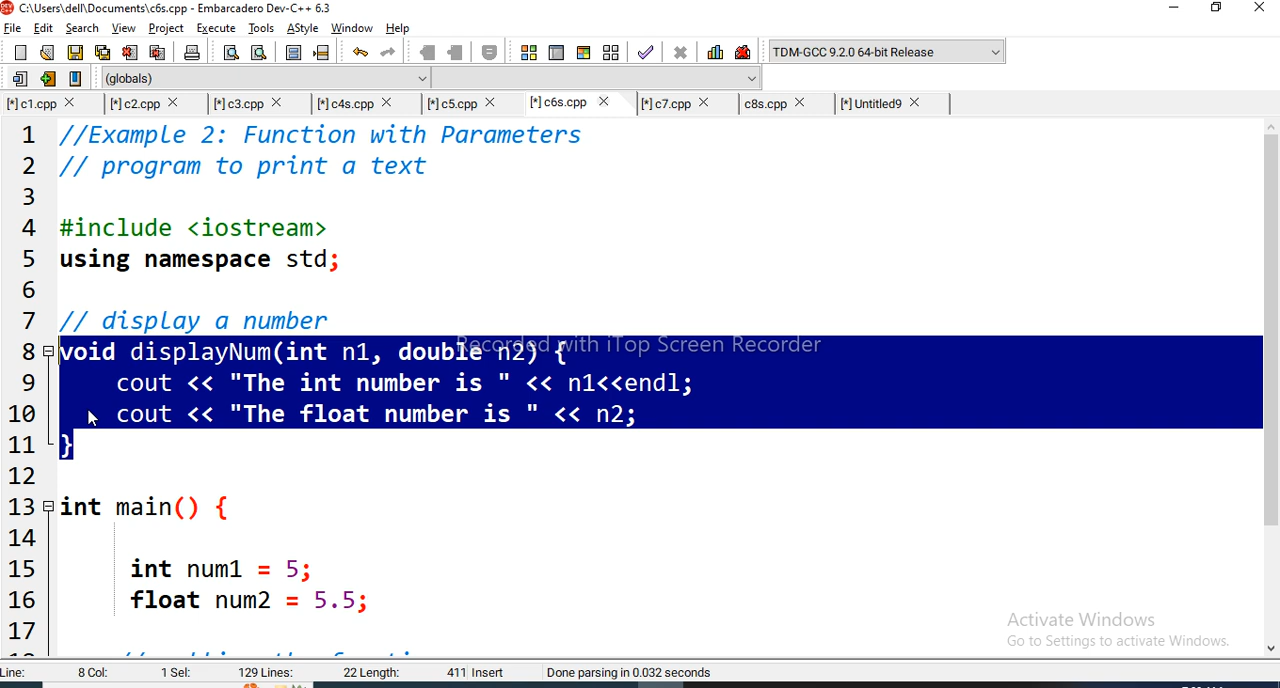 C:\Users\dell\Documents\c6s.cpp - Embarcadero Dev-C++ 6.3
File Edit Search View Project Execute Tools AStyle Window Help
TDM-GCC 9.2.0 64-bit Release
(globals)
[*] c1.cpp [*] c2.cpp [*] c3.cpp [*] c4s.cpp [*] c5.cpp [*] c6s.cpp [*] c7.cpp c8s.cpp [*] Untitled9
1 //Example 2: Function with Parameters
2 // program to print a text
3
4 #include <iostream>
5 using namespace std;
6
7 // display a number
8 void displayNum(int n1, double n2) {
Recorded with iTop Screen Recorder
9 cout << "The int number is " << n1<<endl;
10 cout << "The float number is " << n2;
11 }
12
13 int main() {
14
15 int num1 = 5;
16 float num2 = 5.5;
17
Activate Windows
Go to Settings to activate Windows.
Line: 8 Col: 1 Sel: 129 Lines: 22 Length: 411 Insert Done parsing in 0.032 seconds